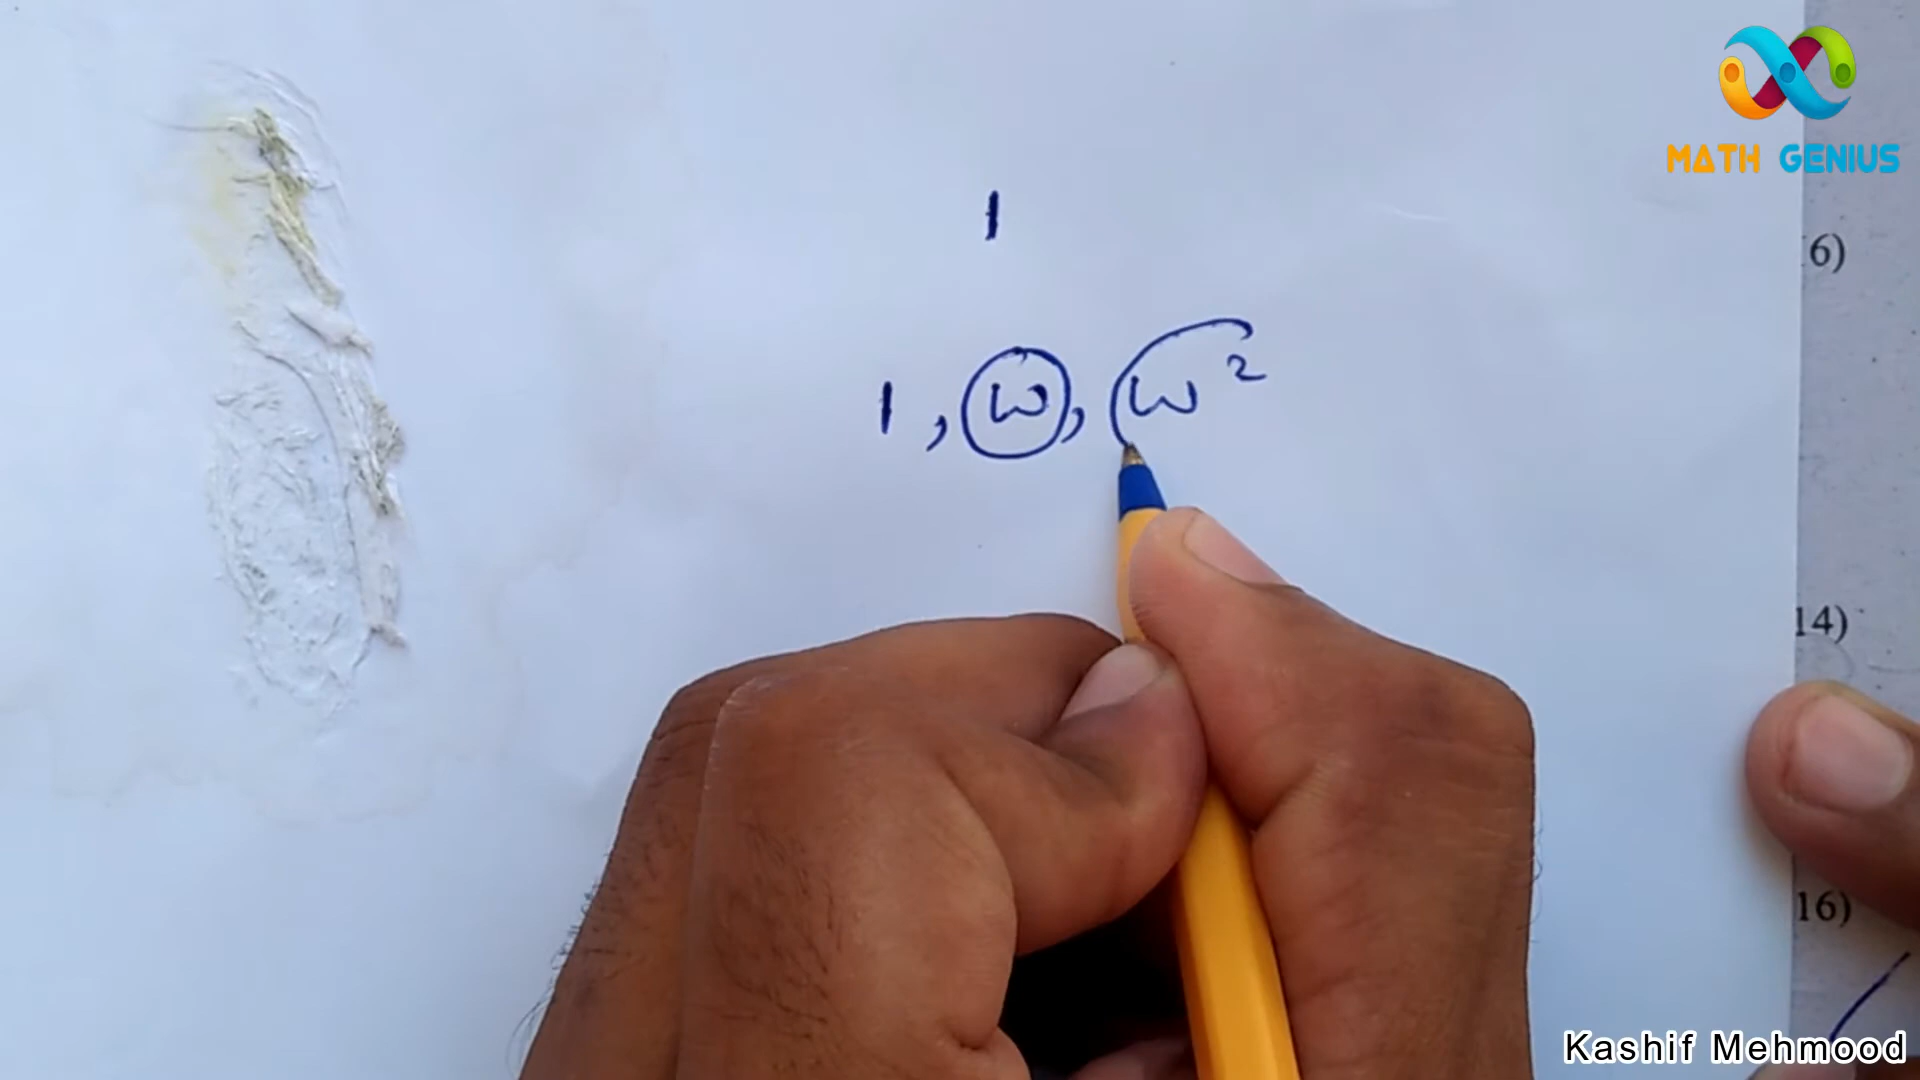 MATH GENIUS
1
6)
1, ω, ω²
14)
16)
Kashif Mehmood